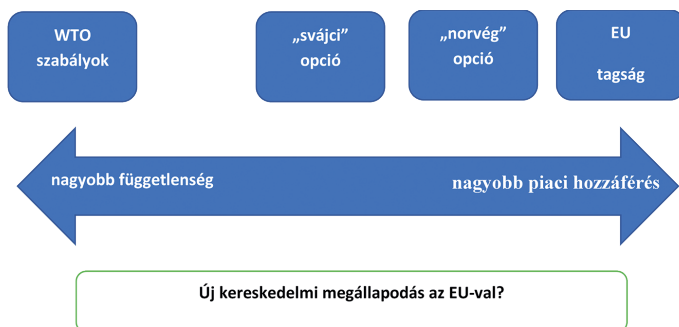 WTO
szabályok
„svájci”
opció
„norvég”
opció
EU
tagság
nagyobb függetlenség
nagyobb piaci hozzáférés
Új kereskedelmi megállapodás az EU-val?